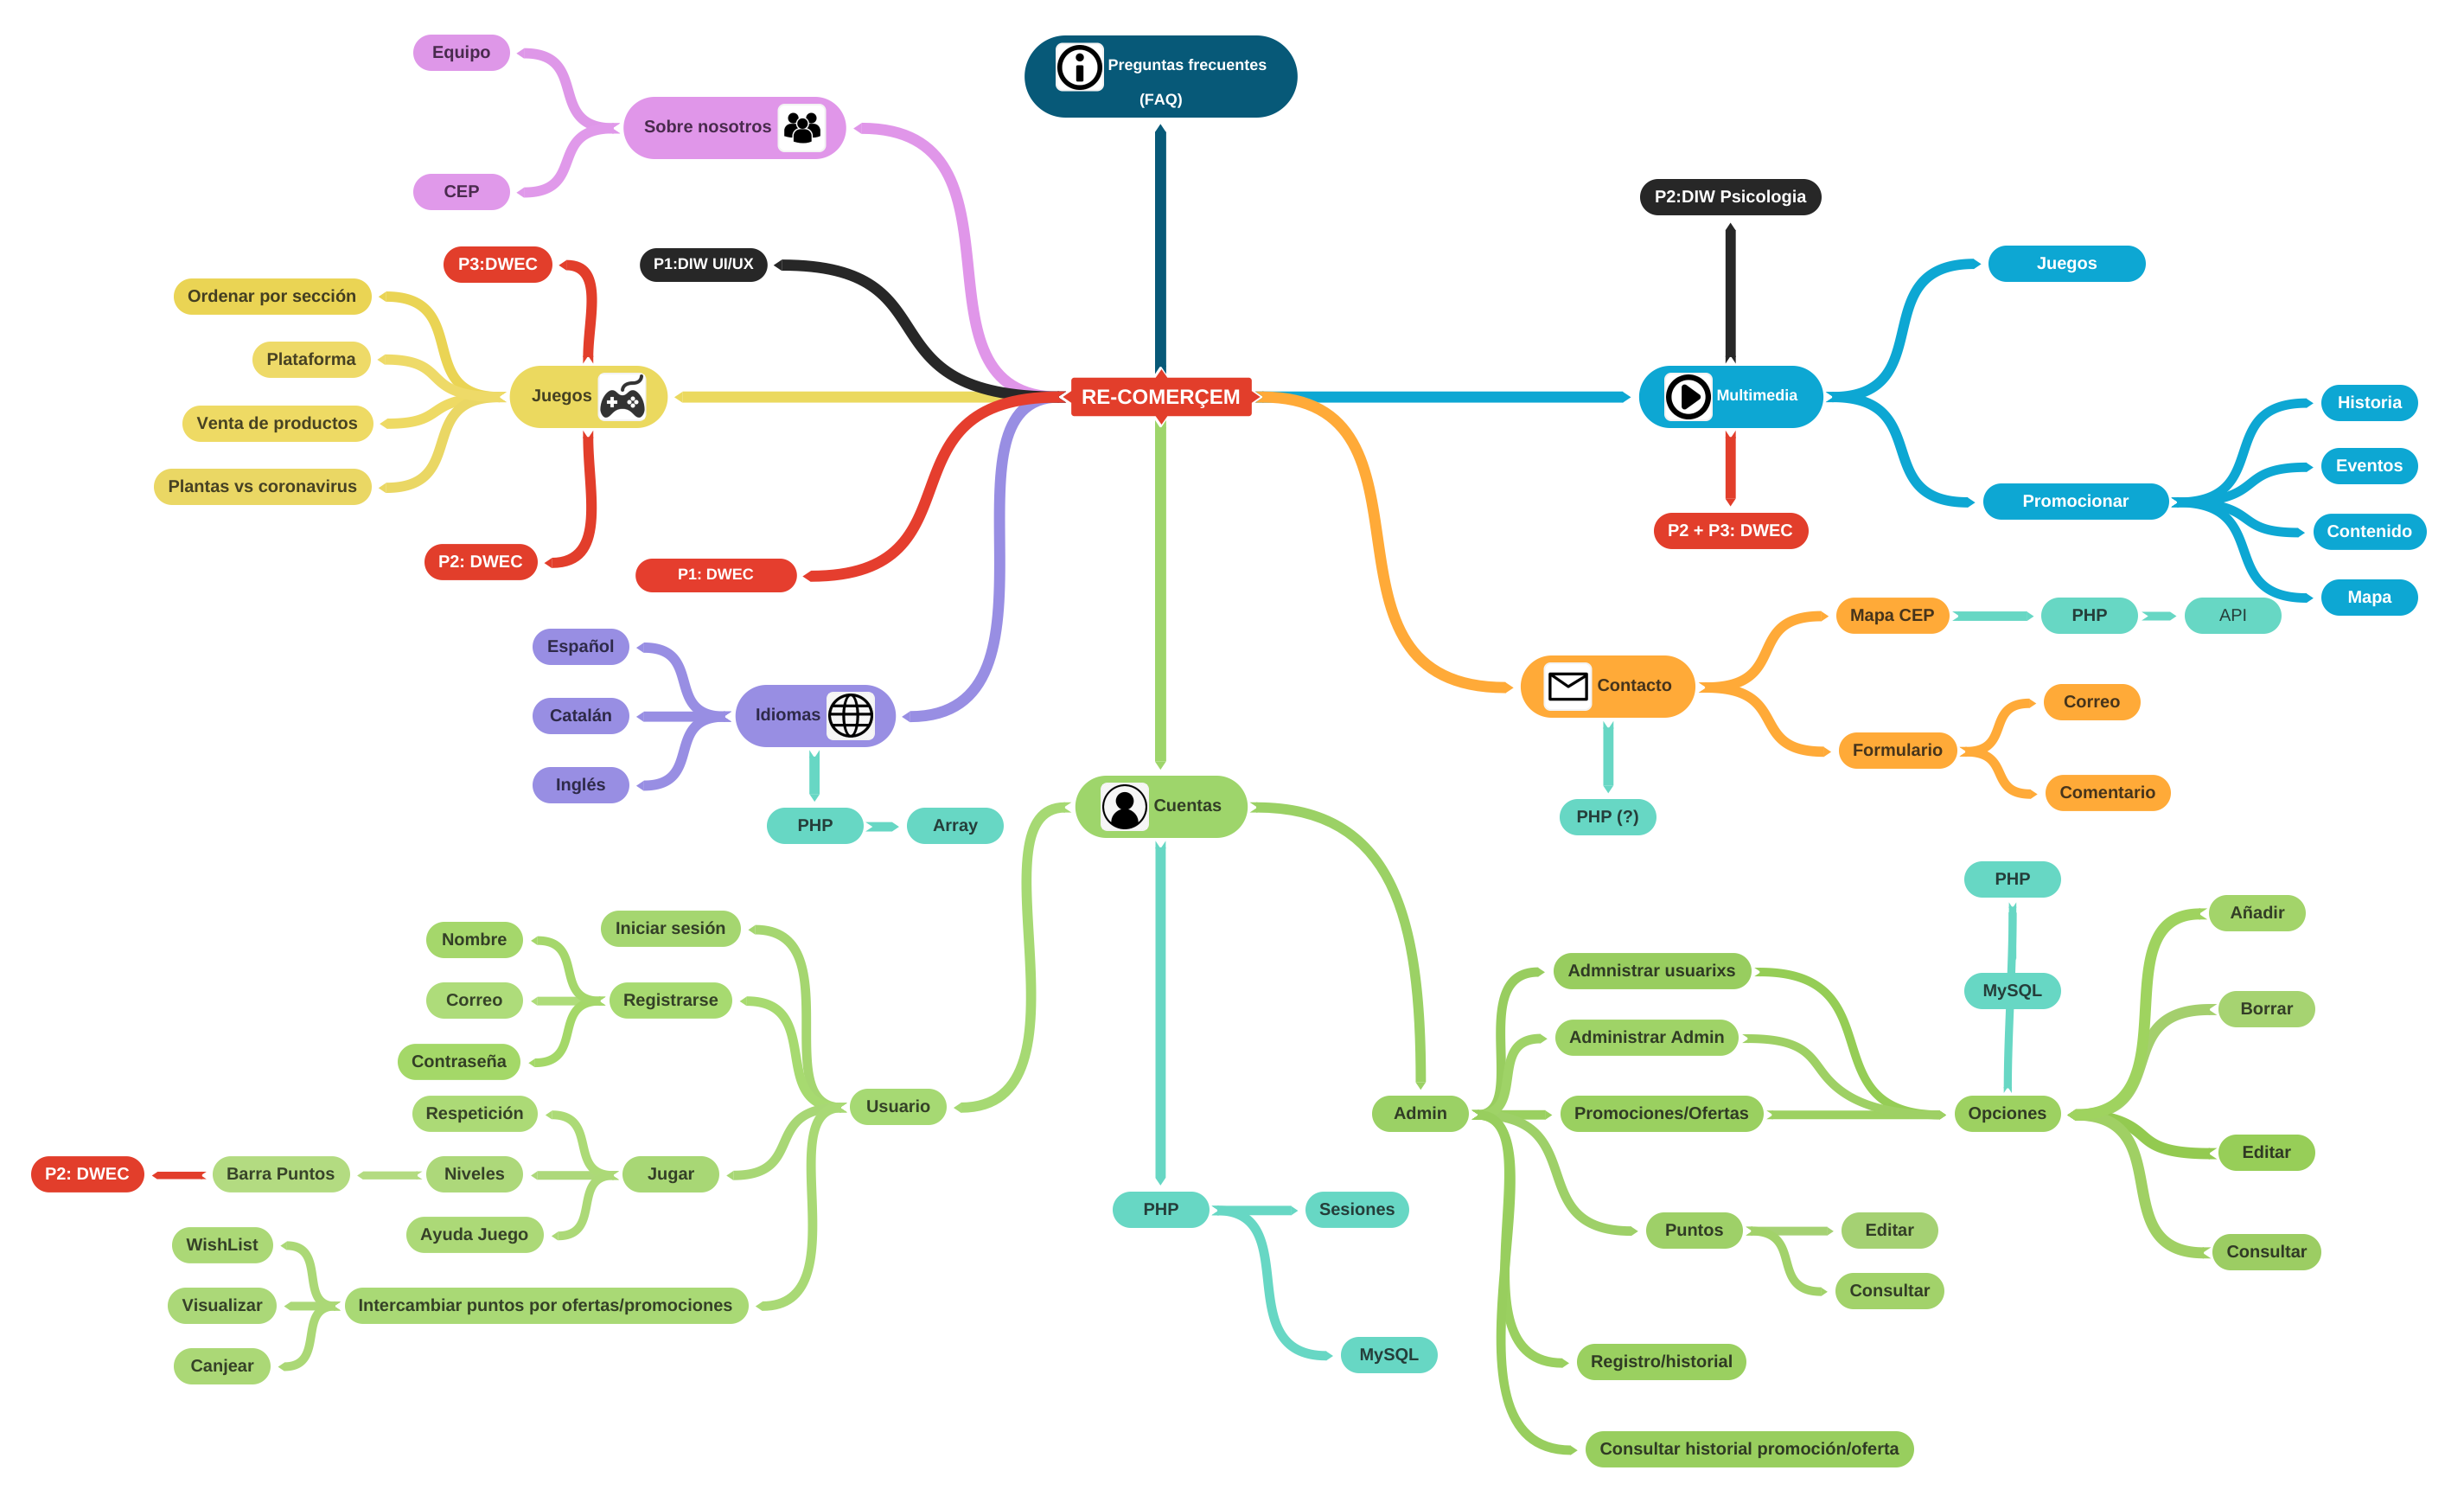 Preguntas frecuentes
(FAQ)
Equipo
Sobre nosotros
CEP
P2:DIW Psicologia
P3:DWEC
P1:DIW UI/UX
Juegos
Ordenar por sección
Plataforma
Juegos
RE-COMERÇEM
Multimedia
Historia
Venta de productos
Eventos
Plantas vs coronavirus
Promocionar
P2 + P3: DWEC
Contenido
P2: DWEC
P1: DWEC
Mapa
Mapa CEP
PHP
API
Español
Contacto
Correo
Catalán
Idiomas
Formulario
Inglés
Comentario
Cuentas
PHP
Array
PHP (?)
PHP
Añadir
Iniciar sesión
Nombre
Admnistrar usuarixs
MySQL
Correo
Registrarse
Borrar
Administrar Admin
Contraseña
Usuario
Respetición
Admin
Promociones/Ofertas
Opciones
Editar
P2: DWEC
Barra Puntos
Niveles
Jugar
PHP
Sesiones
Ayuda Juego
Puntos
Editar
WishList
Consultar
Consultar
Visualizar
Intercambiar puntos por ofertas/promociones
Canjear
MySQL
Registro/historial
Consultar historial promoción/oferta